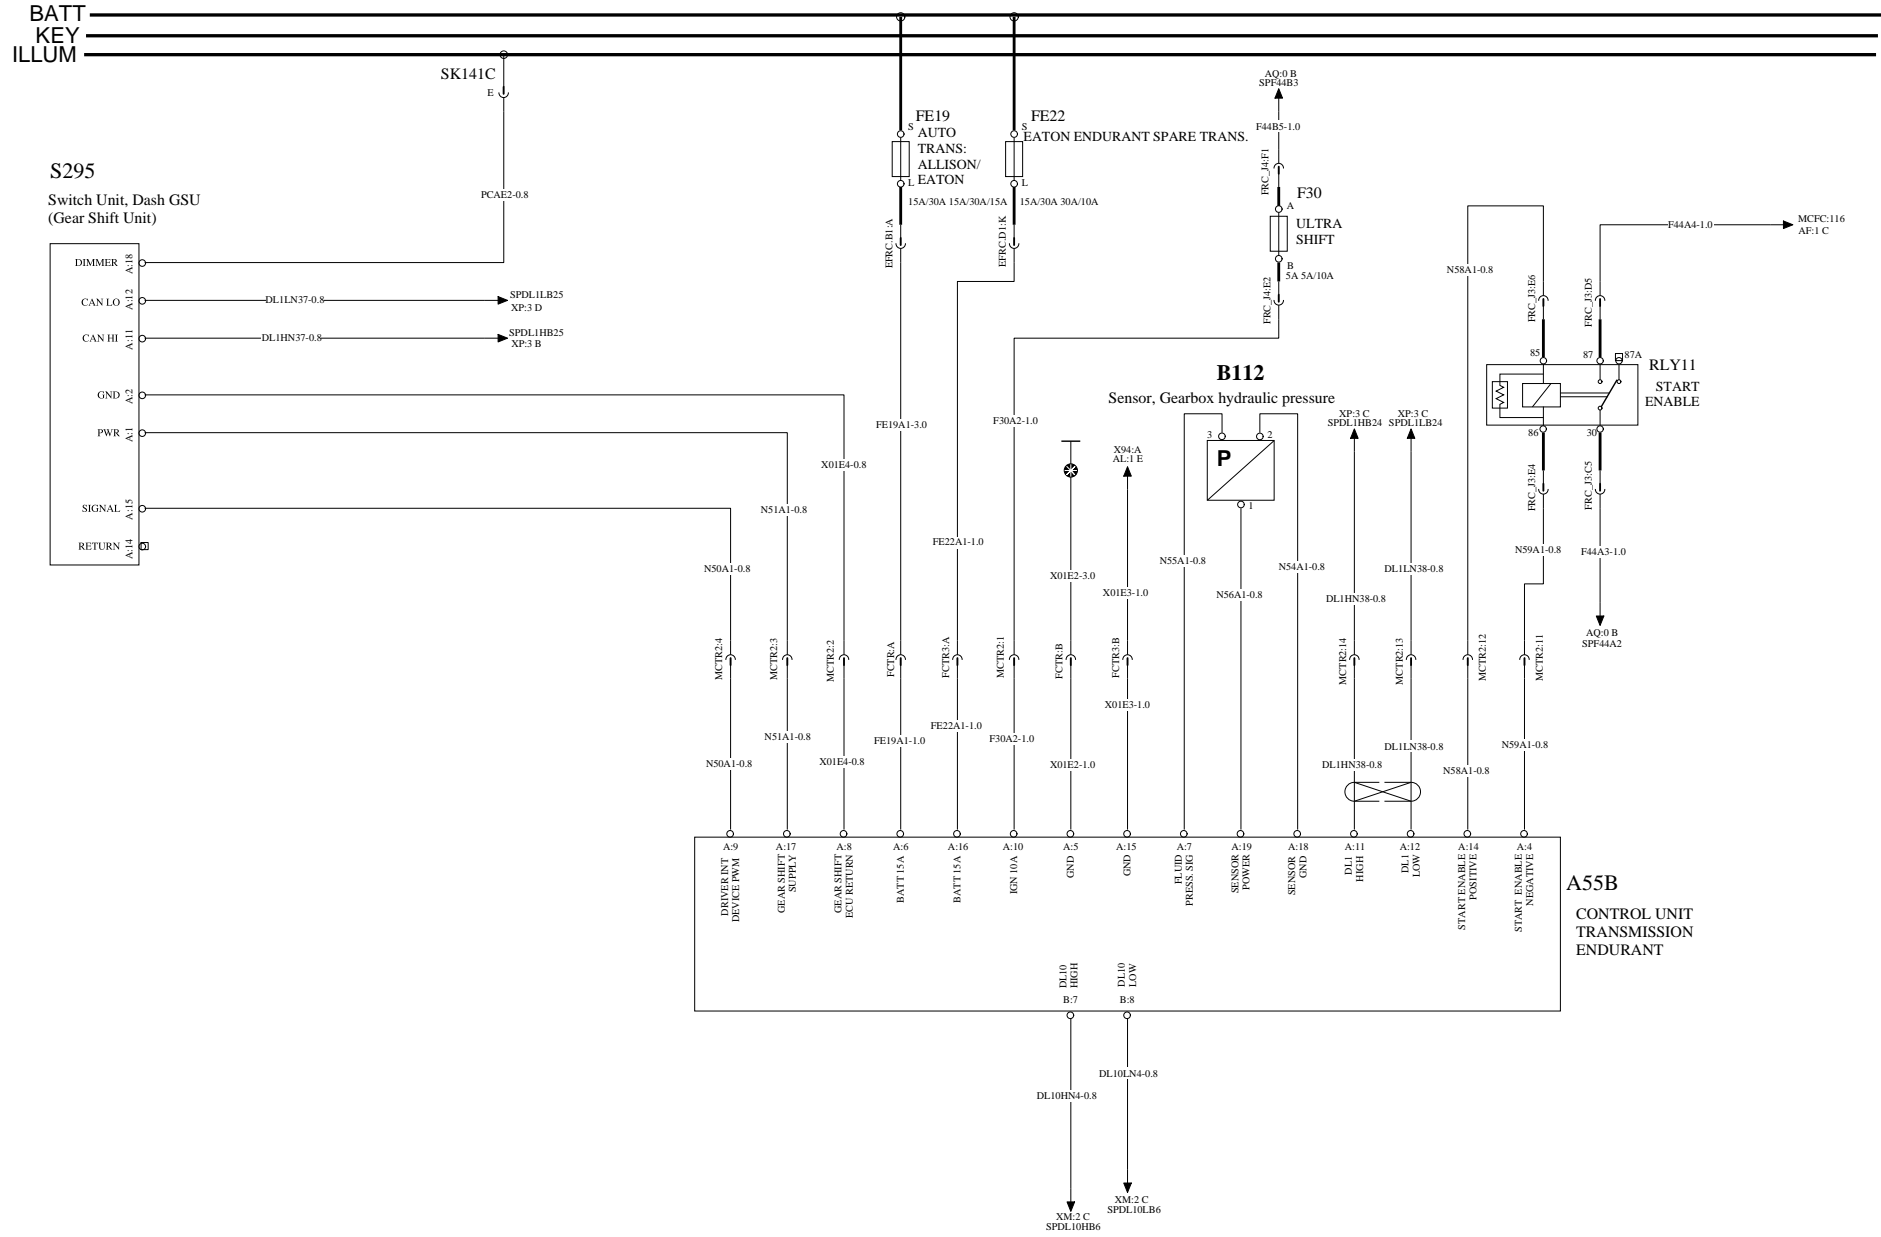 BATT
KEY
ILLUM
SK141C
E
PCAE2-0.8
S295
Switch Unit, Dash GSU
(Gear Shift Unit)
DIMMER
A:18
CAN LO
A:12
DL1LN37-0.8
SPDL1LB25
XP:3 D
CAN HI
A:11
DL1HN37-0.8
SPDL1HB25
XP:3 B
GND
A:2
PWR
A:1
SIGNAL
A:15
RETURN
A:14
FE19
S
AUTO
TRANS:
ALLISON/
EATON
L
15A/30A 15A/30A/15A
EFRC.B1:A
FE22
S
EATON ENDURANT SPARE TRANS.
L
15A/30A 30A/10A
EFRC.D1:K
AQ:0 B
SPF44B3
F44B5-1.0
FRC_J4:F1
F30
A
ULTRA
SHIFT
B
5A 5A/10A
FRC_J4:E2
N58A1-0.8
F44A4-1.0
MCFC:116
AF:1 C
FRC_J3:E6
FRC_J3:D5
85
87
87A
RLY11
START
ENABLE
86
30
FRC_J3:E4
FRC_J3:C5
N59A1-0.8
F44A3-1.0
AQ:0 B
SPF44A2
B112
Sensor, Gearbox hydraulic pressure
3
2
P
1
XP:3 C
SPDL1HB24
XP:3 C
SPDL1LB24
X94:A
AL:1 E
FE19A1-3.0
F30A2-1.0
X01E4-0.8
N51A1-0.8
N50A1-0.8
FE22A1-1.0
X01E2-3.0
X01E3-1.0
N55A1-0.8
N56A1-0.8
N54A1-0.8
DL1HN38-0.8
DL1LN38-0.8
MCTR2:4
MCTR2:3
MCTR2:2
FCTR:A
FCTR3:A
MCTR2:1
FCTR:B
FCTR3:B
MCTR2:14
MCTR2:13
MCTR2:12
MCTR2:11
N50A1-0.8
N51A1-0.8
X01E4-0.8
FE19A1-1.0
FE22A1-1.0
F30A2-1.0
X01E2-1.0
X01E3-1.0
DL1HN38-0.8
DL1LN38-0.8
N58A1-0.8
N59A1-0.8
A:9
DRIVER INT
DEVICE PWM
A:17
GEAR SHIFT
SUPPLY
A:8
GEAR SHIFT
ECU RETURN
A:6
BATT 15A
A:16
BATT 15A
A:10
IGN 10A
A:5
GND
A:15
GND
A:7
FLUID
PRESS. SIG
A:19
SENSOR
POWER
A:18
SENSOR
GND
A:11
DL1
HIGH
A:12
DL1
LOW
A:14
START ENABLE
POSITIVE
A:4
START ENABLE
NEGATIVE
A55B
CONTROL UNIT
TRANSMISSION
ENDURANT
DL10
HIGH
B:7
DL10
LOW
B:8
DL10HN4-0.8
DL10LN4-0.8
XM:2 C
SPDL10HB6
XM:2 C
SPDL10LB6